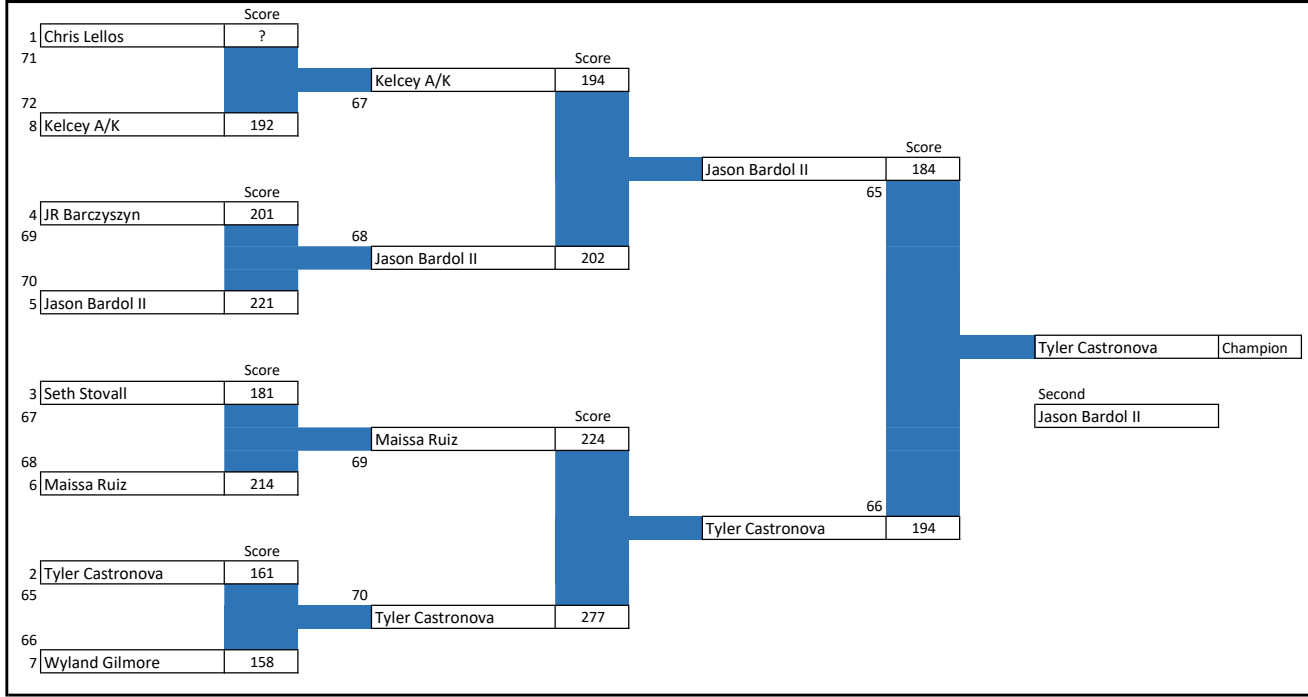 Score
1 Chris Lellos ?
71
Score
Kelcey A/K 194
72
67
8 Kelcey A/K 192
Score
Jason Bardol II 184
65
Score
4 JR Barczyszyn 201
69
68
Jason Bardol II 202
70
5 Jason Bardol II 221
Tyler Castronova Champion
Score
3 Seth Stovall 181
Second
67
Jason Bardol II
Score
Maissa Ruiz 224
68
69
6 Maissa Ruiz 214
66
Tyler Castronova 194
Score
2 Tyler Castronova 161
65
70
Tyler Castronova 277
66
7 Wyland Gilmore 158